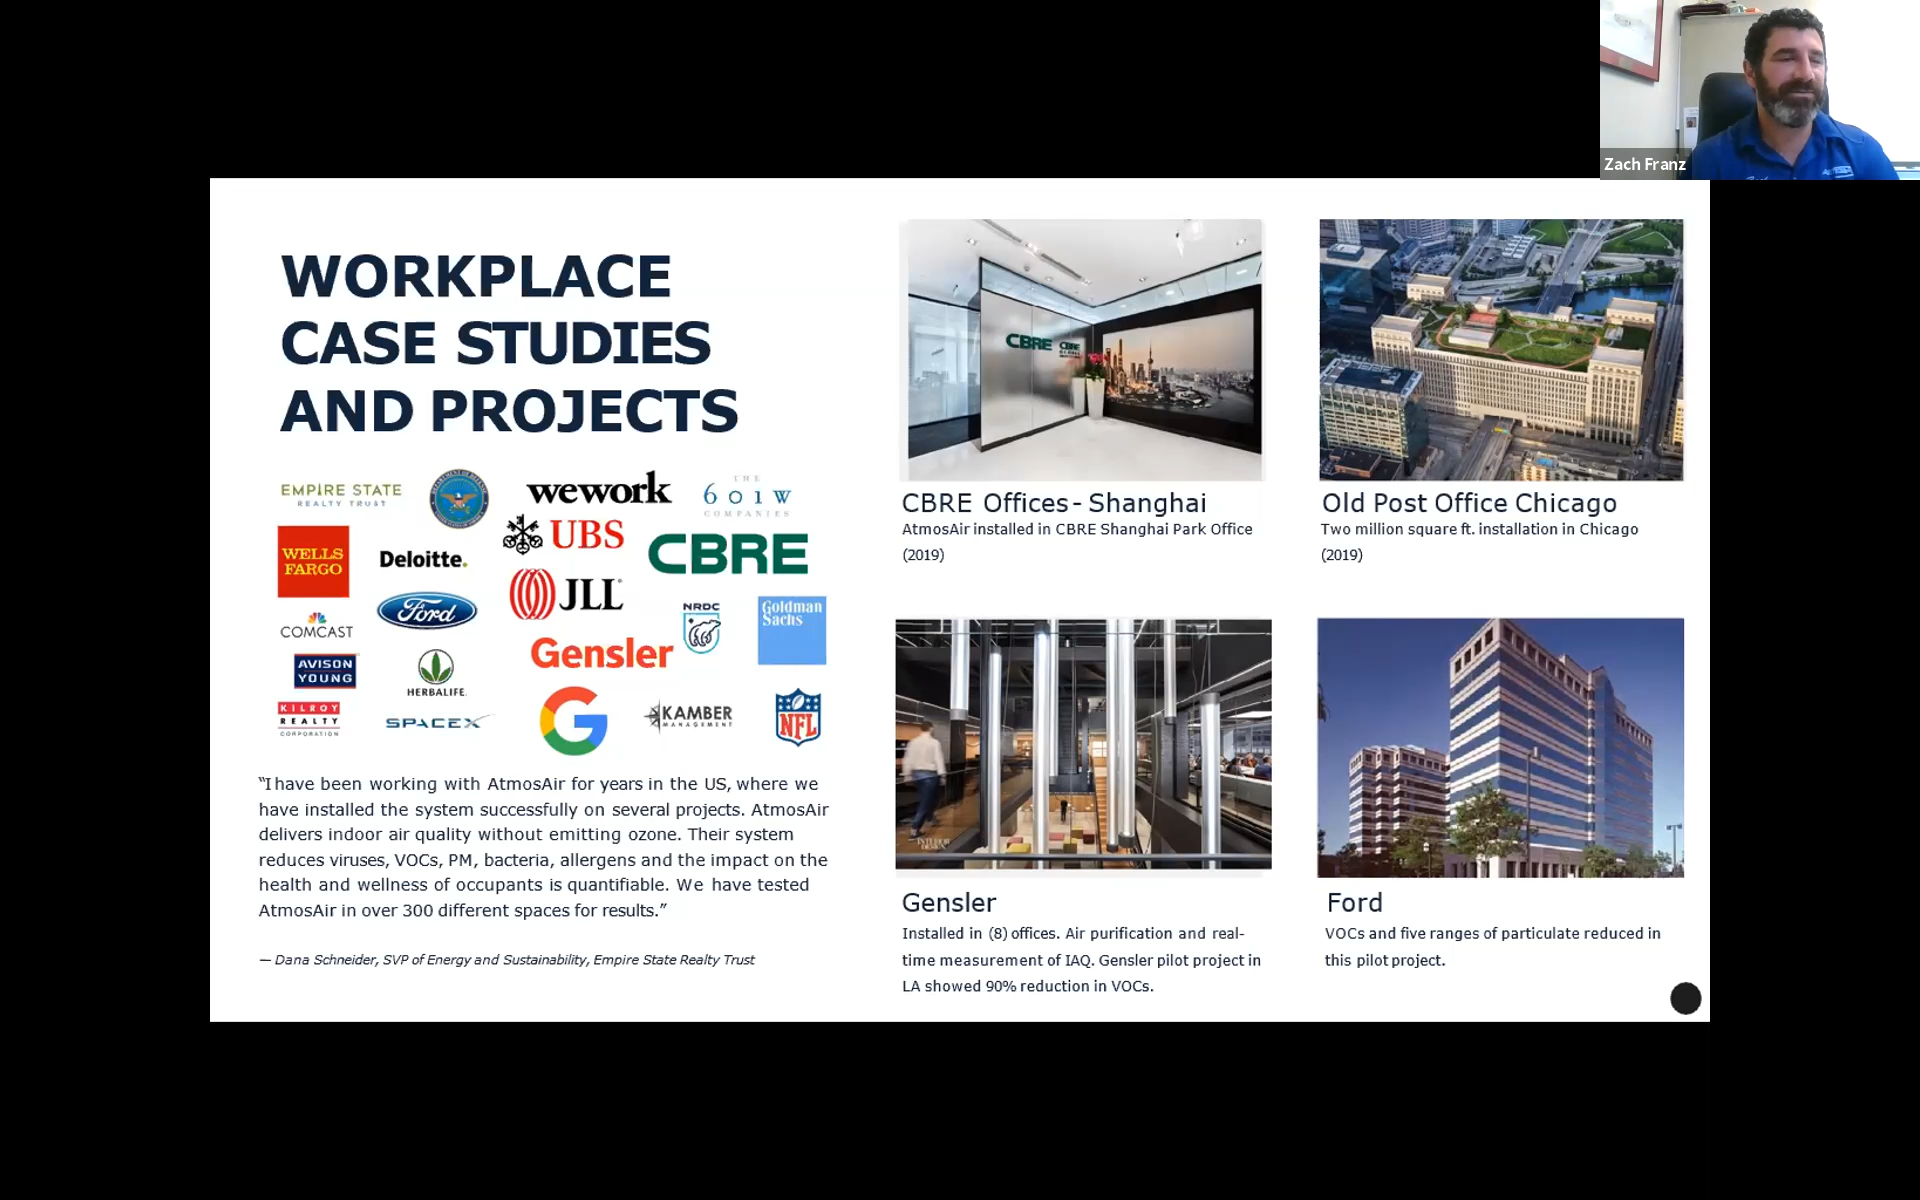 Zach Franz
WORKPLACE
CASE STUDIES
AND PROJECTS
EMPIRE STATE
REALTY TRUST
wework
THE
601W
COMPANIES
UBS
WELLS
FARGO
Deloitte.
CBRE
JLL
Ford
NRDC
Goldman
Sachs
COMCAST
Gensler
AVISON
YOUNG
HERBALIFE
KILROY
REALTY
CORPORATION
SPACEX
G
KAMBER
MANAGEMENT
NFL
“I have been working with AtmosAir for years in the US, where we
have installed the system successfully on several projects. AtmosAir
delivers indoor air quality without emitting ozone. Their system
reduces viruses, VOCs, PM, bacteria, allergens and the impact on the
health and wellness of occupants is quantifiable. We have tested
AtmosAir in over 300 different spaces for results.”
— Dana Schneider, SVP of Energy and Sustainability, Empire State Realty Trust
CBRE CBRE
CBRE Offices - Shanghai
AtmosAir installed in CBRE Shanghai Park Office
(2019)
Old Post Office Chicago
Two million square ft. installation in Chicago
(2019)
INTERIOR
DESIGN
Gensler
Installed in (8) offices. Air purification and real-
time measurement of IAQ. Gensler pilot project in
LA showed 90% reduction in VOCs.
Ford
VOCs and five ranges of particulate reduced in
this pilot project.